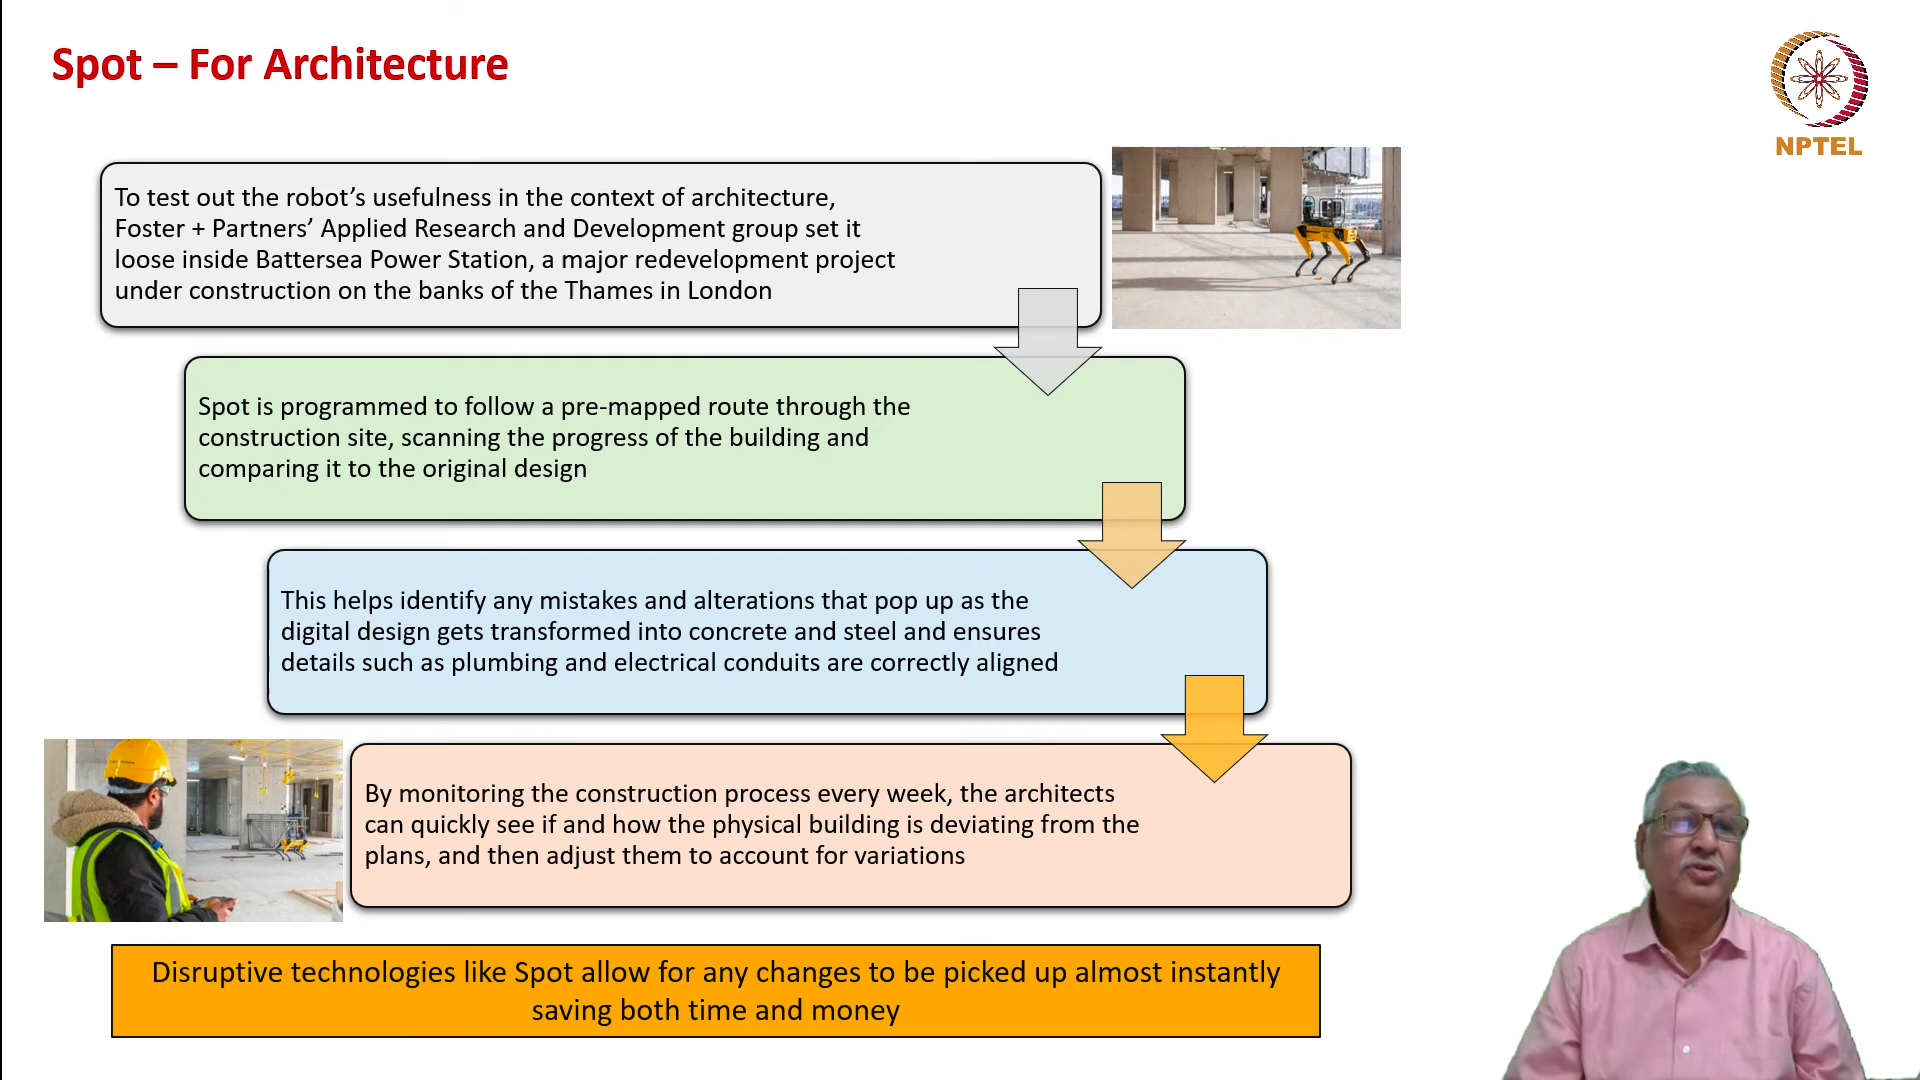 Spot – For Architecture
NPTEL
To test out the robot’s usefulness in the context of architecture,
Foster + Partners’ Applied Research and Development group set it
loose inside Battersea Power Station, a major redevelopment project
under construction on the banks of the Thames in London
Spot is programmed to follow a pre-mapped route through the
construction site, scanning the progress of the building and
comparing it to the original design
This helps identify any mistakes and alterations that pop up as the
digital design gets transformed into concrete and steel and ensures
details such as plumbing and electrical conduits are correctly aligned
By monitoring the construction process every week, the architects
can quickly see if and how the physical building is deviating from the
plans, and then adjust them to account for variations
Disruptive technologies like Spot allow for any changes to be picked up almost instantly
saving both time and money